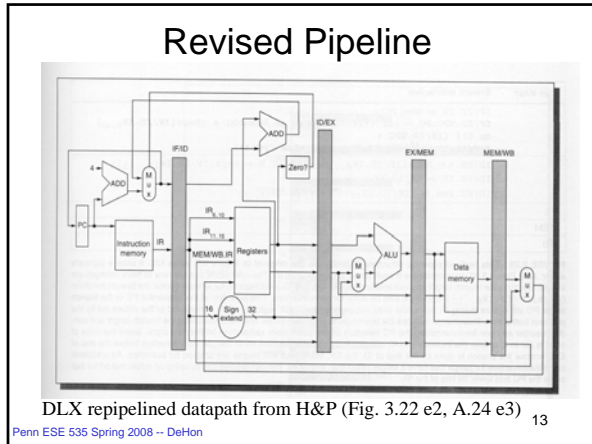 Revised Pipeline
ID/EX
IF/ID
ADD
EX/MEM
MEM/WB
Zero?
4
ADD
M
u
x
PC
Instruction
memory
IR
IR6..10
IR11..15
MEM/WB.IR
Registers
ALU
M
u
x
Data
memory
M
u
x
16
Sign
extend
32
DLX repipelined datapath from H&P (Fig. 3.22 e2, A.24 e3)
13
Penn ESE 535 Spring 2008 -- DeHon